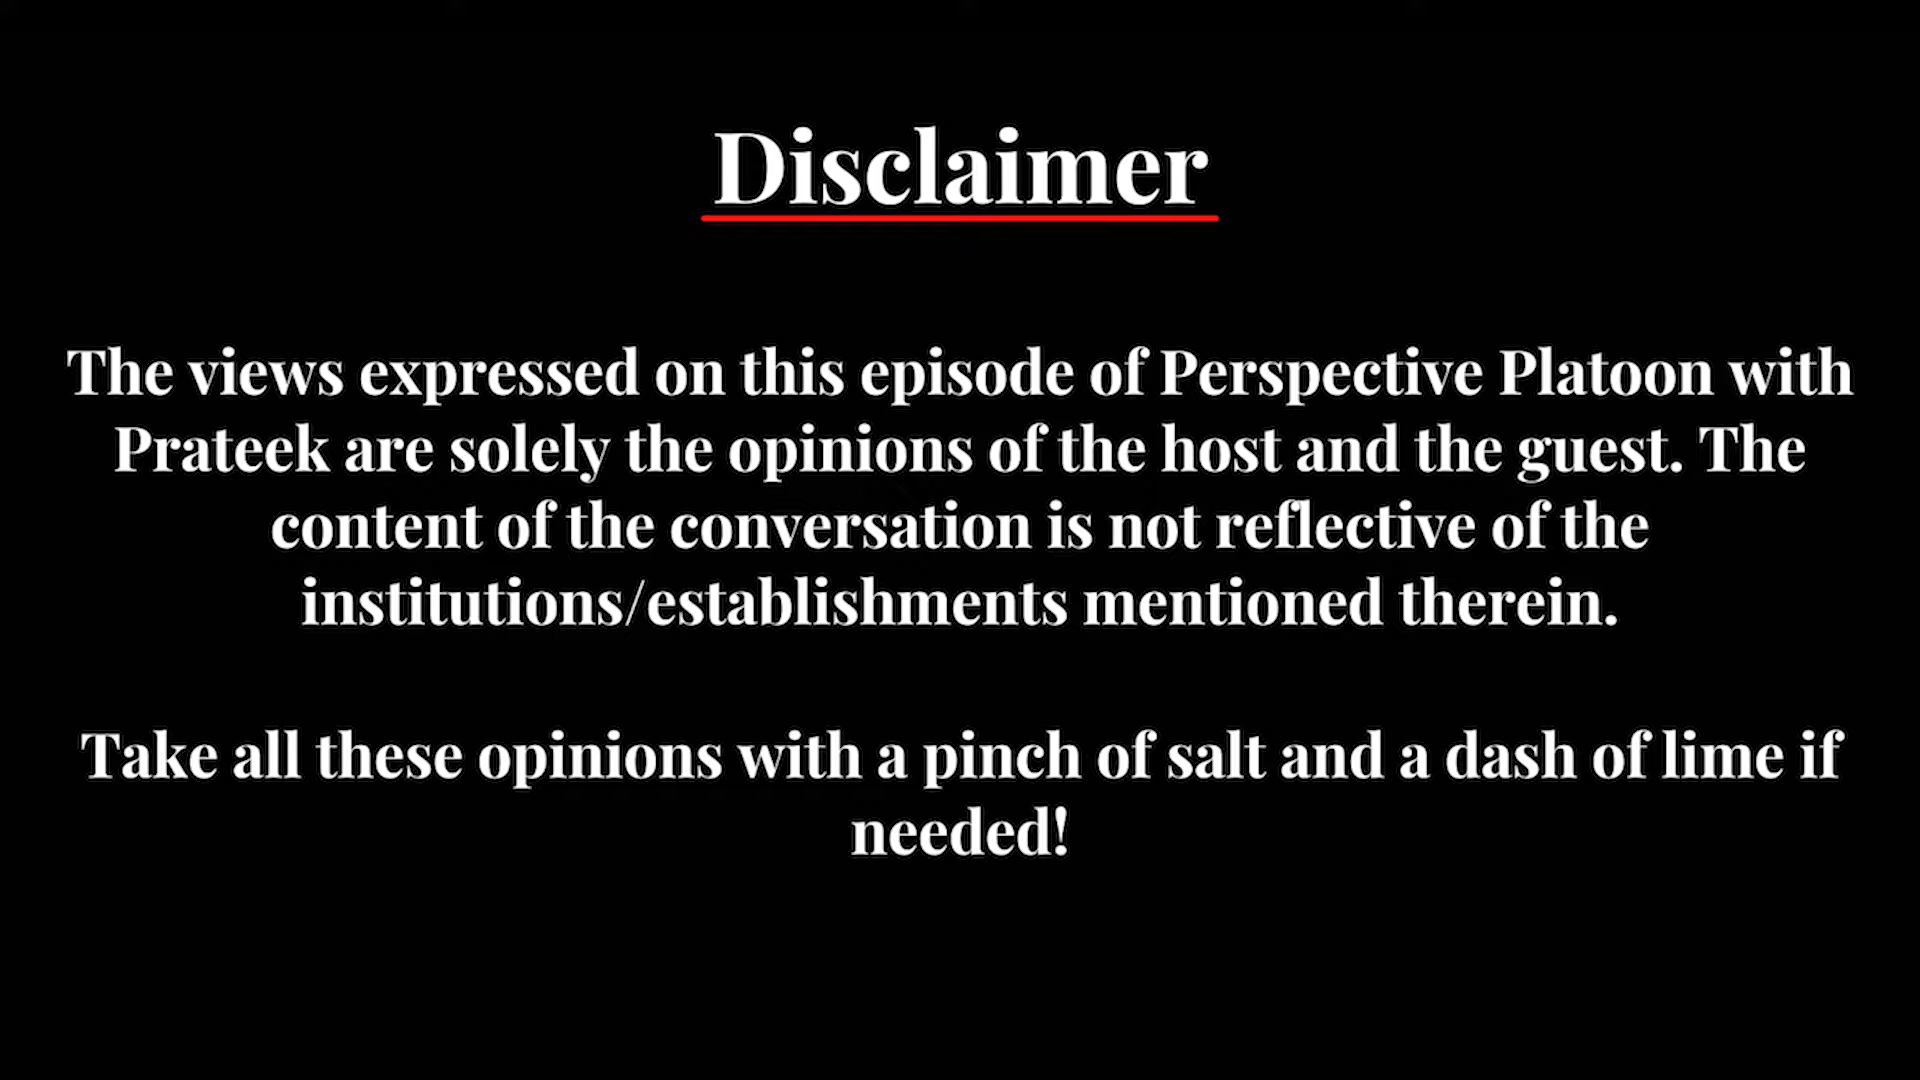 Disclaimer
The views expressed on this episode of Perspective Platoon with
Prateek are solely the opinions of the host and the guest. The
content of the conversation is not reflective of the
institutions/establishments mentioned therein.
Take all these opinions with a pinch of salt and a dash of lime if
needed!